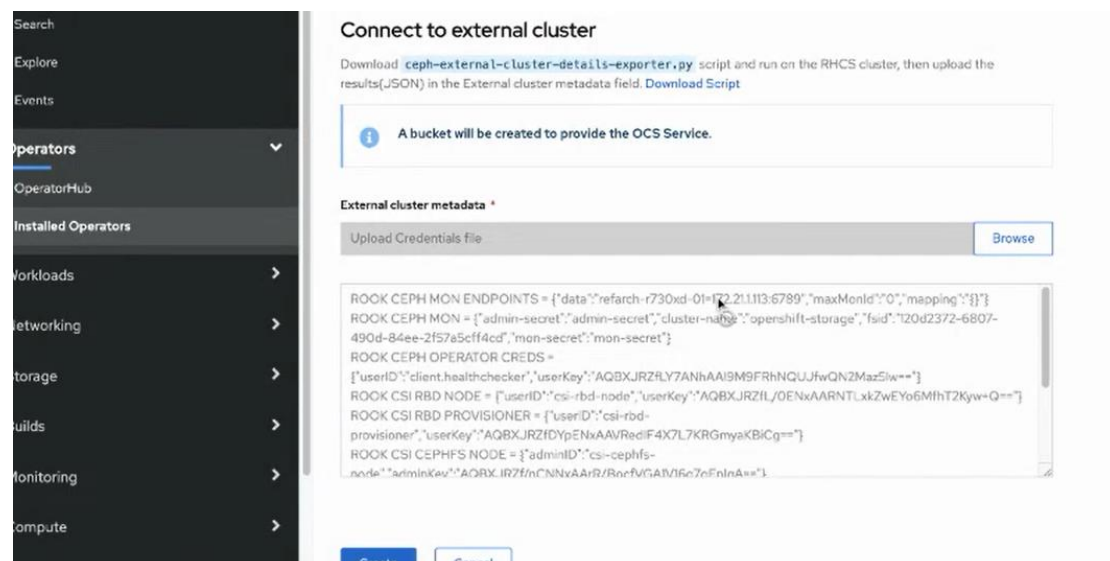 Search
Explore
Events
Operators
OperatorHub
Installed Operators
Workloads
Networking
Storage
Builds
Monitoring
Compute
Connect to external cluster
Download ceph-external-cluster-details-exporter.py script and run on the RHCS cluster, then upload the
results(JSON) in the External cluster metadata field. Download Script
A bucket will be created to provide the OCS Service.
External cluster metadata *
Upload Credentials file
Browse
ROOK CEPH MON ENDPOINTS = {"data":"refarch-r730xd-01=172.21.1.113:6789","maxMonId":"0","mapping":"{}"}
ROOK CEPH MON = {"admin-secret":"admin-secret","cluster-name":"openshift-storage","fsid":"120d2372-6807-
490d-84ee-2f57a5cff4cd","mon-secret":"mon-secret"}
ROOK CEPH OPERATOR CREDS =
{"userID":"client.healthchecker","userKey":
ROOK CSI RBD NODE = {"userID":"csi-rbd-node","userKey":
ROOK CSI RBD PROVISIONER = {"userID":"csi-rbd-
provisioner","userKey":
ROOK CSI CEPHFS NODE = {"adminID":"csi-cephfs-
node","adminKey":